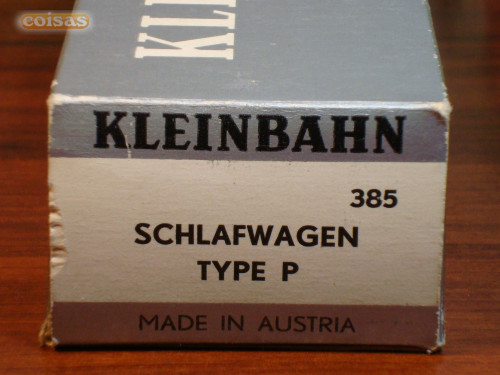 coisas
KLEINBAHN
385
SCHLAFWAGEN
TYPE P
MADE IN AUSTRIA